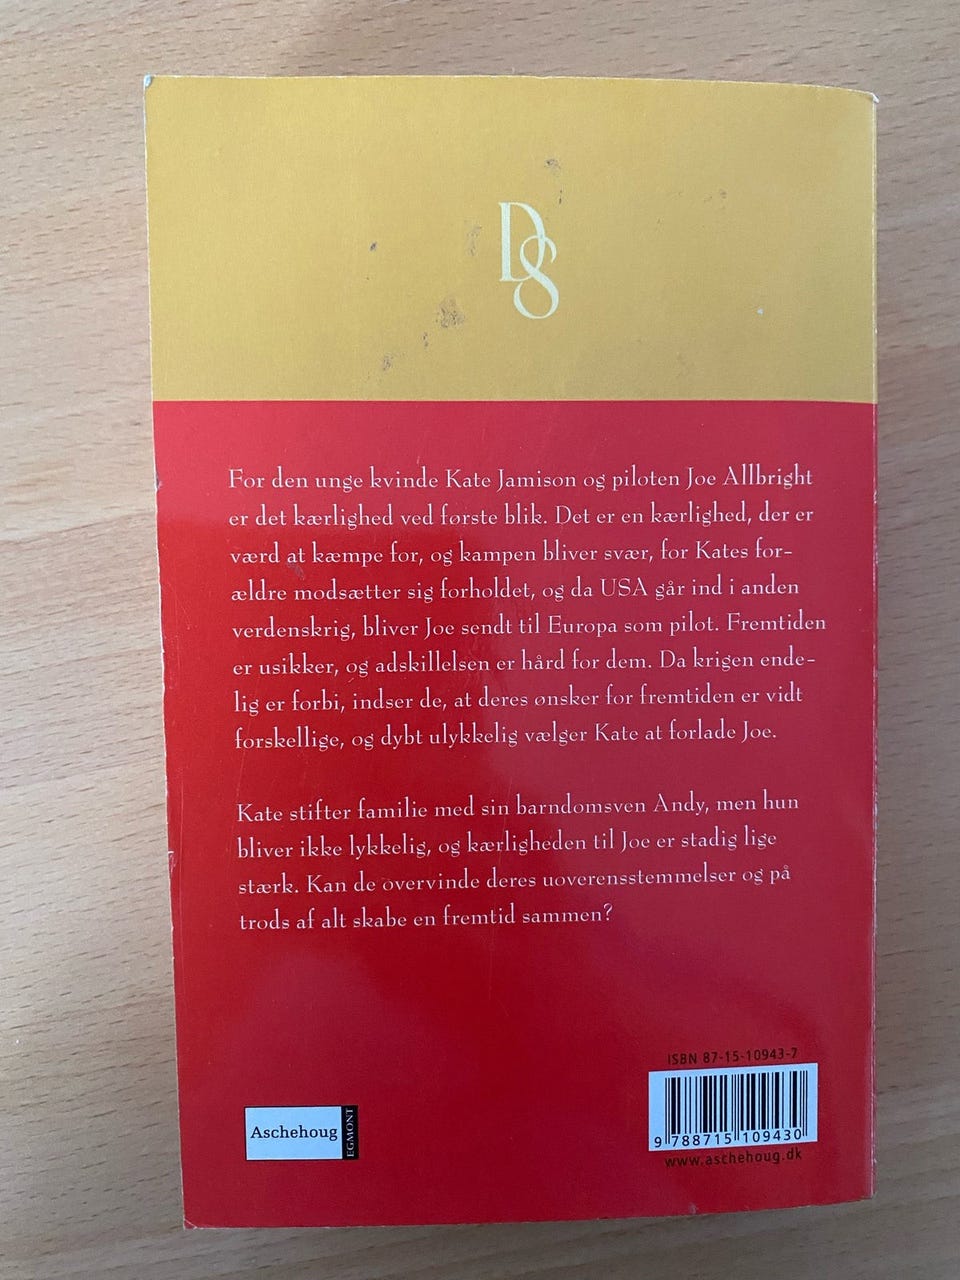 DS
For den unge kvinde Kate Jamison og piloten Joe Allbright
er det kærlighed ved første blik. Det er en kærlighed, der er
værd at kæmpe for, og kampen bliver svær, for Kates for-
ældre modsætter sig forholdet, og da USA går ind i anden
verdenskrig, bliver Joe sendt til Europa som pilot. Fremtiden
er usikker, og adskillelsen er hård for dem. Da krigen ende-
lig er forbi, indser de, at deres ønsker for fremtiden er vidt
forskellige, og dybt ulykkelig vælger Kate at forlade Joe.
Kate stifter familie med sin barndomsven Andy, men hun
bliver ikke lykkelig, og kærligheden til Joe er stadig lige
stærk. Kan de overvinde deres uoverensstemmelser og på
trods af alt skabe en fremtid sammen?
ISBN 87-15-10943-7
9 788715 109430
www.aschehoug.dk
Aschehoug
EGMONT